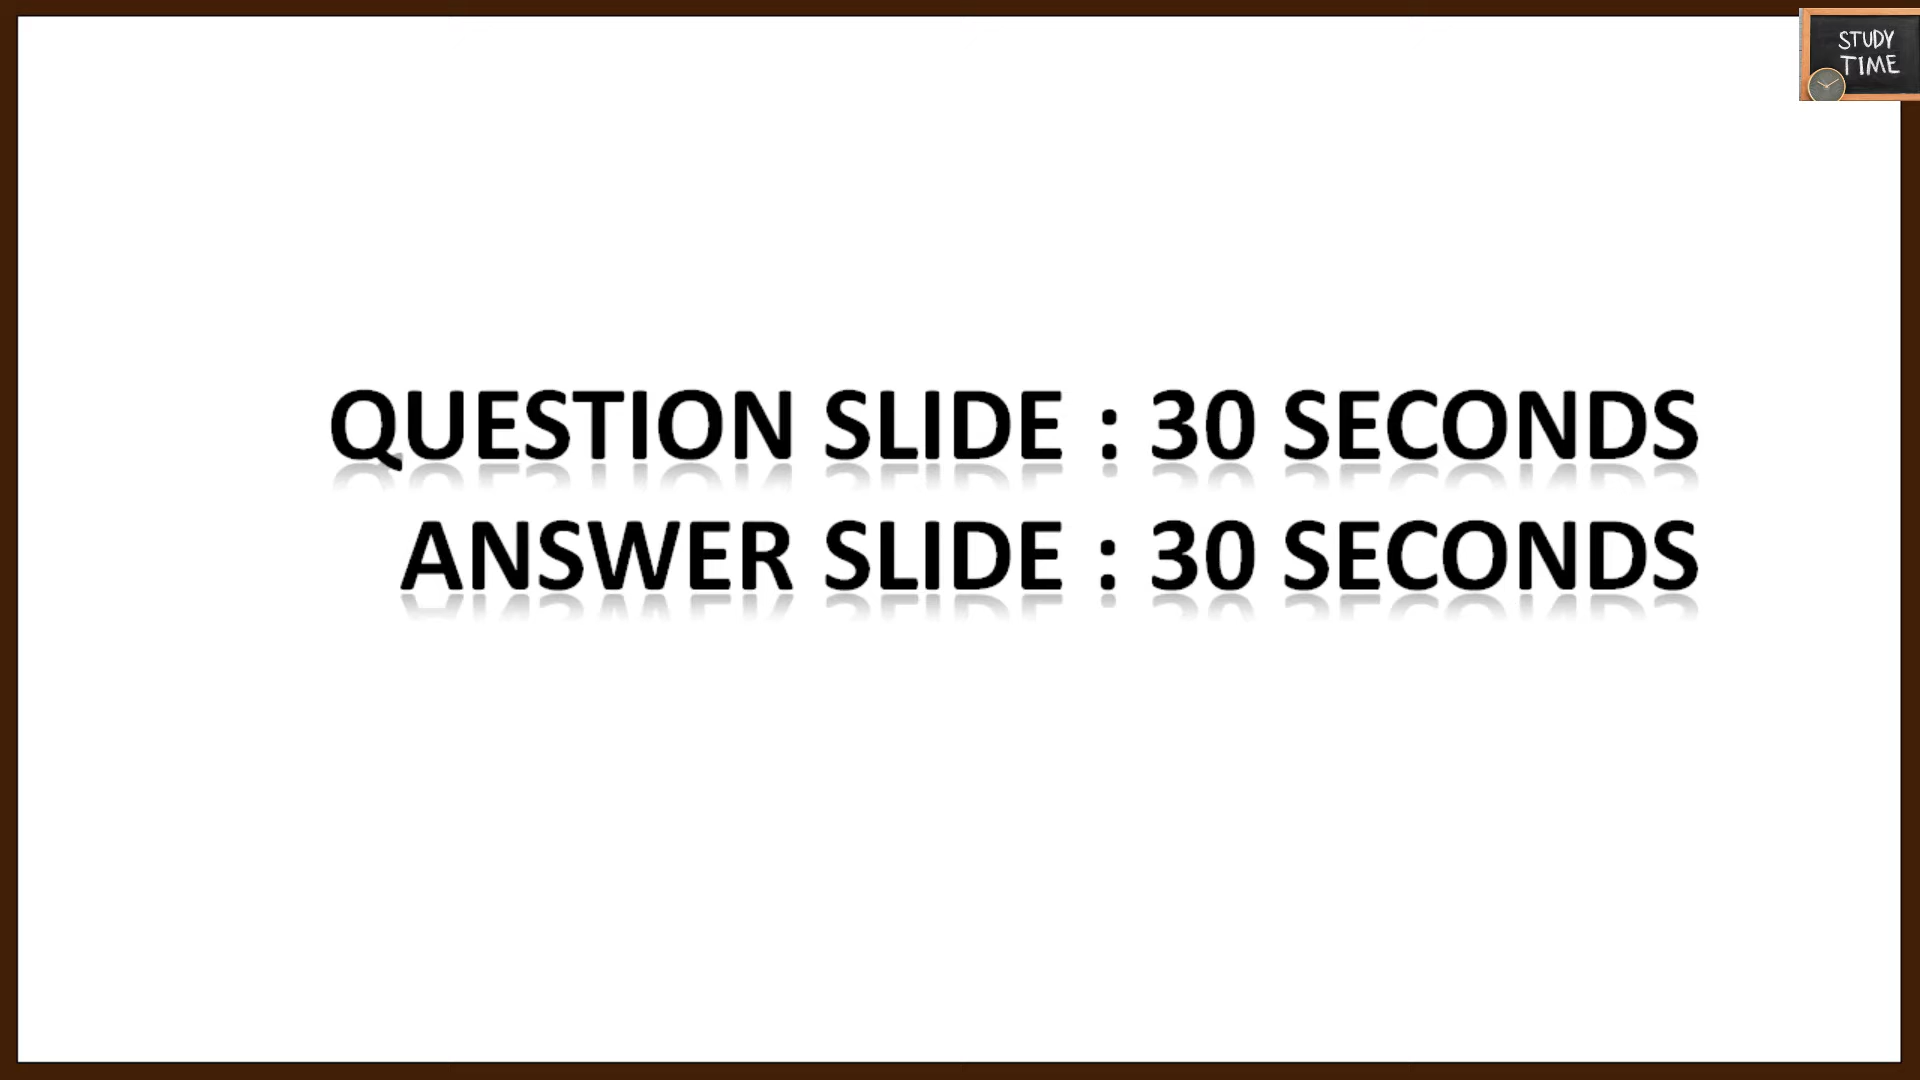 STUDY
TIME
QUESTION SLIDE : 30 SECONDS
ANSWER SLIDE : 30 SECONDS